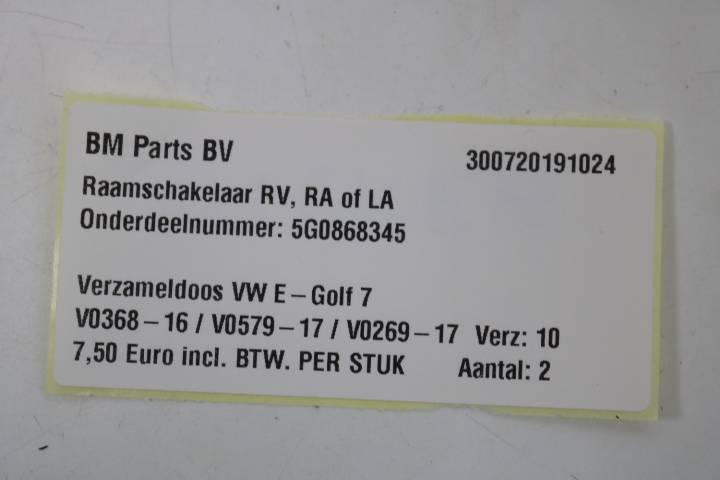 BM Parts BV 300720191024
Raamschakelaar RV, RA of LA
Onderdeelnummer: 5G0868345
Verzameldoos VW E-Golf 7
V0368-16 / V0579-17 / V0269-17 Verz: 10
7,50 Euro incl. BTW. PER STUK Aantal: 2